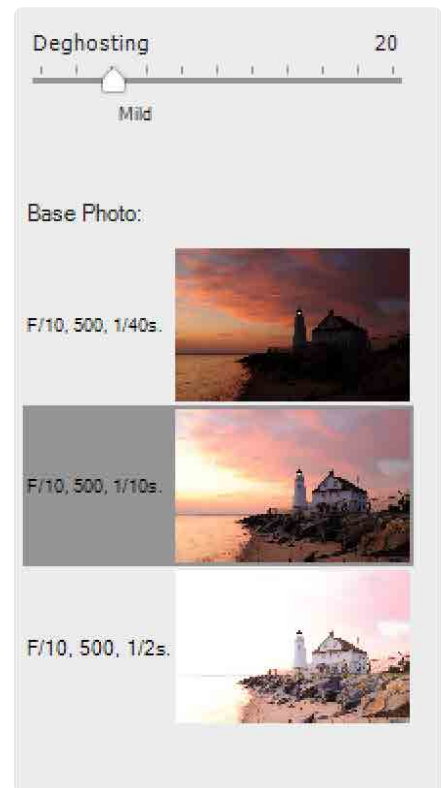 Deghosting 20
Mild
Base Photo:
F/10, 500, 1/40s.
F/10, 500, 1/10s.
F/10, 500, 1/2s.